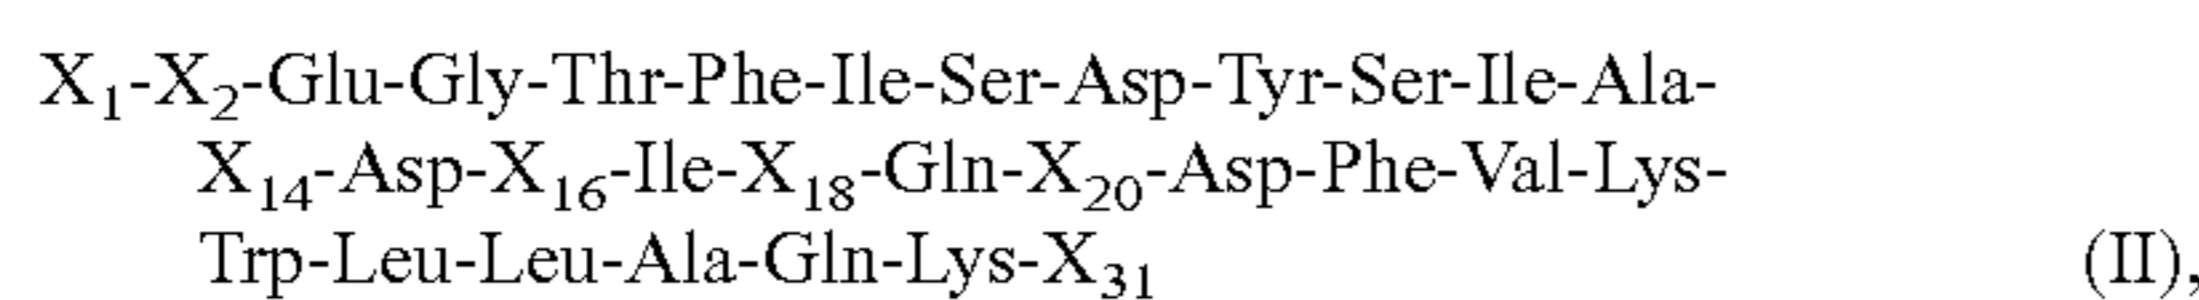 X₁-X₂-Glu-Gly-Thr-Phe-Ile-Ser-Asp-Tyr-Ser-Ile-Ala-
X₁₄-Asp-X₁₆-Ile-X₁₈-Gln-X₂₀-Asp-Phe-Val-Lys-
Trp-Leu-Leu-Ala-Gln-Lys-X₃₁ (II),